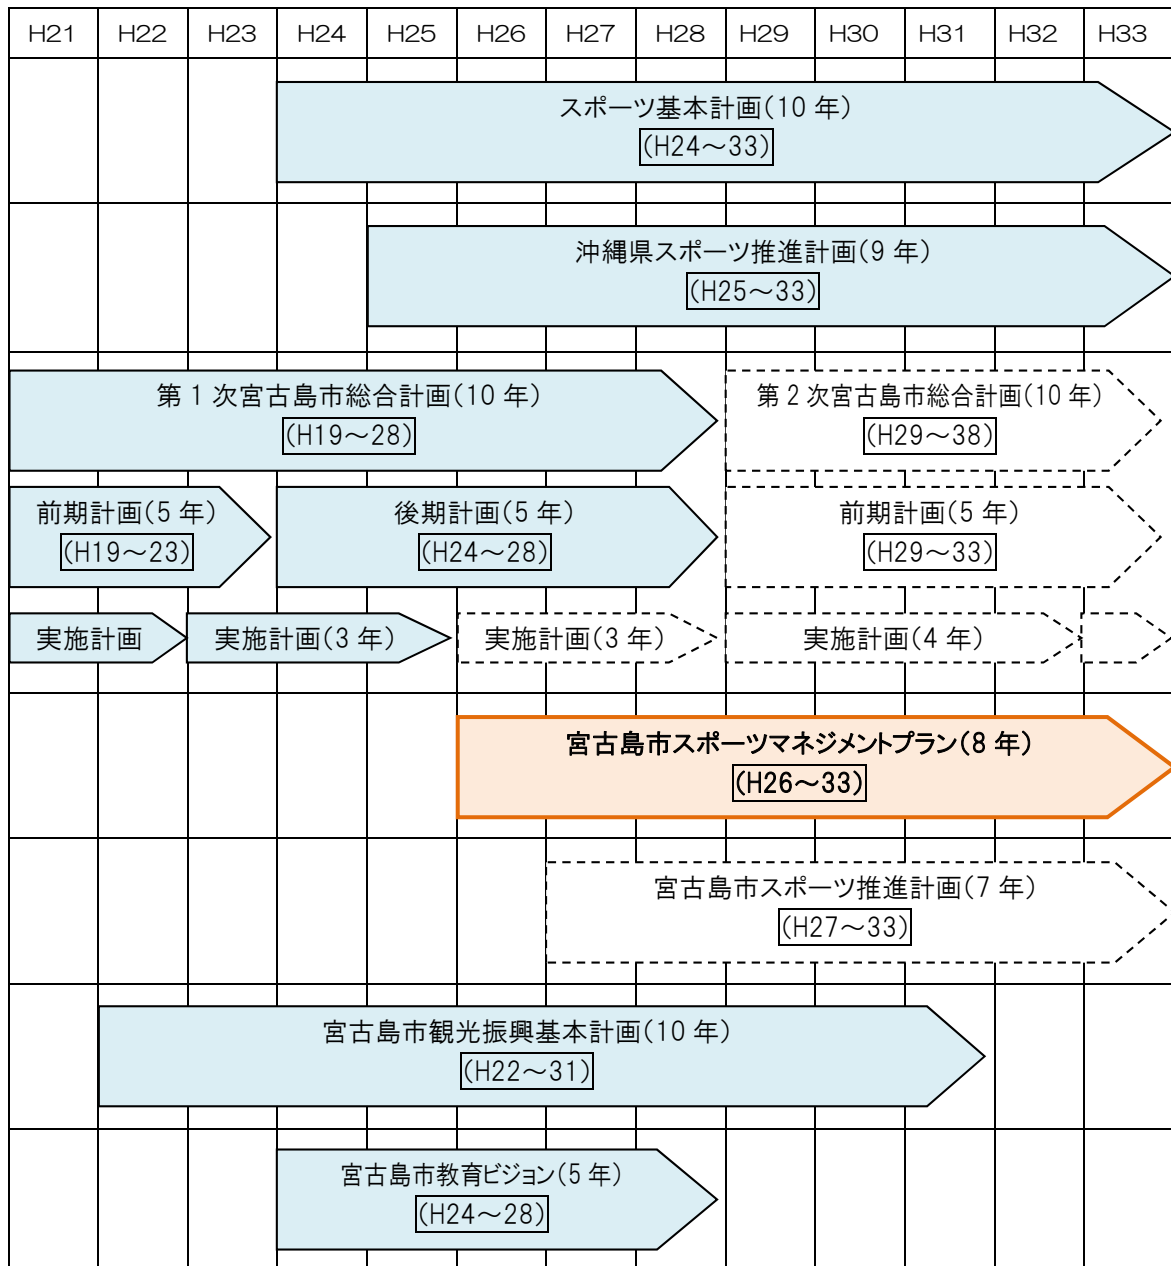 H21 H22 H23 H24 H25 H26 H27 H28 H29 H30 H31 H32 H33
スポーツ基本計画(10 年)
(H24～33)
沖縄県スポーツ推進計画(9 年)
(H25～33)
第 1 次宮古島市総合計画(10 年)
(H19～28)
第 2 次宮古島市総合計画(10 年)
(H29～38)
前期計画(5 年)
(H19～23)
後期計画(5 年)
(H24～28)
前期計画(5 年)
(H29～33)
実施計画
実施計画(3 年)
実施計画(3 年)
実施計画(4 年)
宮古島市スポーツマネジメントプラン(8 年)
(H26～33)
宮古島市スポーツ推進計画(7 年)
(H27～33)
宮古島市観光振興基本計画(10 年)
(H22～31)
宮古島市教育ビジョン(5 年)
(H24～28)